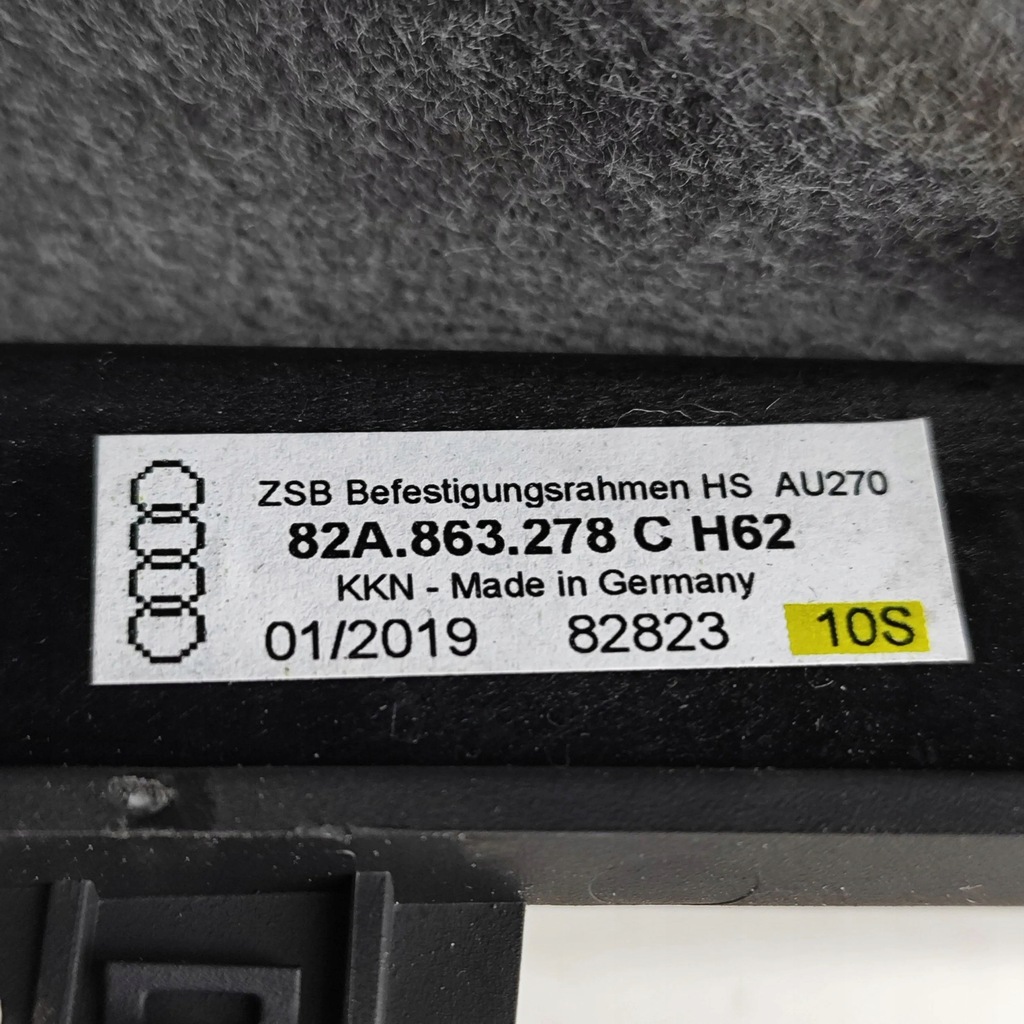 ZSB Befestigungsrahmen HS AU270
82A.863.278 C H62
KKN - Made in Germany
01/2019 82823 10S